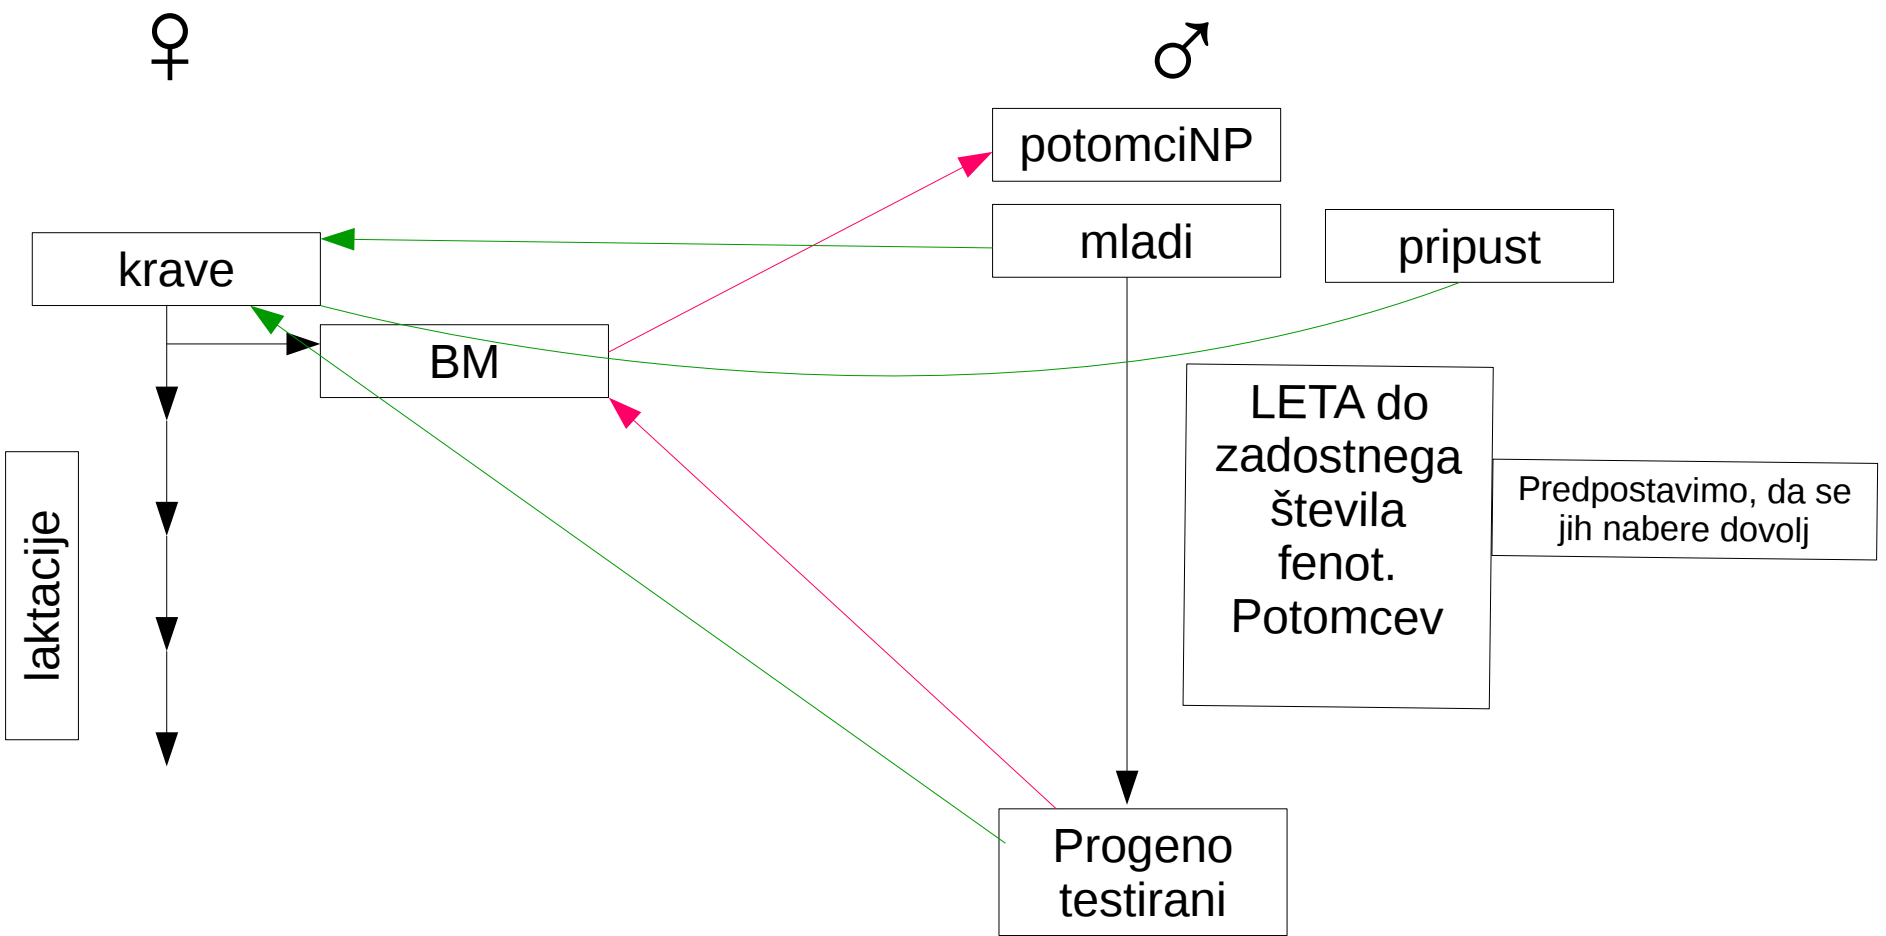 ♀
♂
potomciNP
mladi
pripust
krave
BM
LETA do
zadostnega
števila
fenot.
Potomcev
Predpostavimo, da se
jih nabere dovolj
laktacije
Progeno
testirani